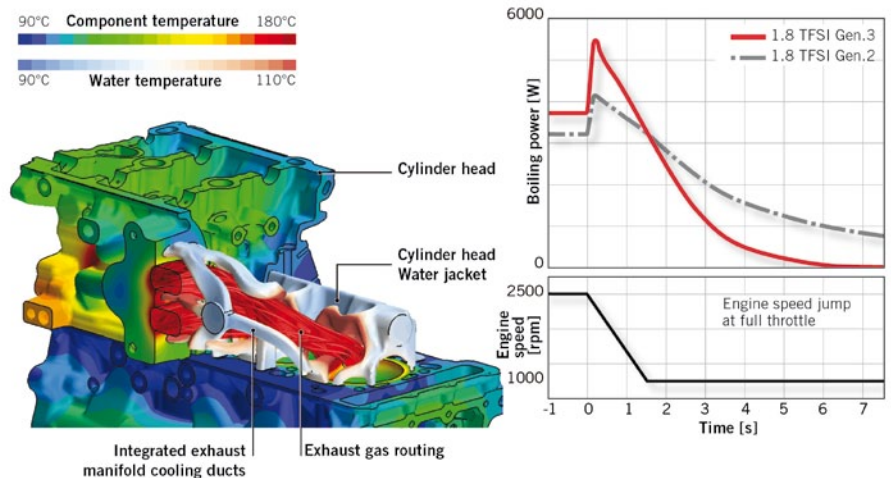 90°C Component temperature 180°C
90°C Water temperature 110°C
Cylinder head
Cylinder head
Water jacket
Integrated exhaust
manifold cooling ducts
Exhaust gas routing
6000
1.8 TFSI Gen.3
1.8 TFSI Gen.2
Boiling power [W]
0
2500
Engine speed jump
at full throttle
Engine
speed
[rpm]
1000
-1 0 1 2 3 4 5 6 7
Time [s]